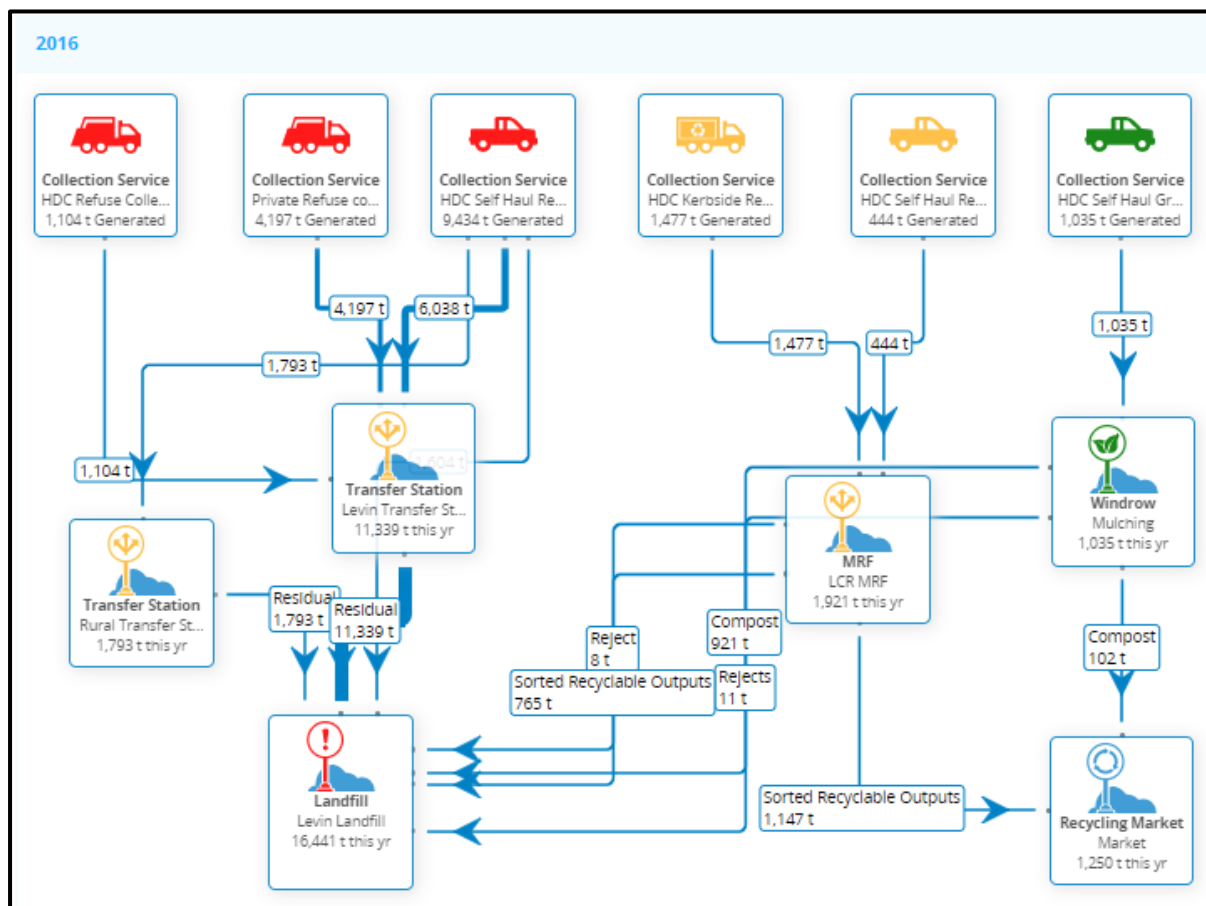 2016
Collection Service
HDC Refuse Colle...
1,104 t Generated
Collection Service
Private Refuse co...
4,197 t Generated
Collection Service
HDC Self Haul Re...
9,434 t Generated
Collection Service
HDC Kerbside Re...
1,477 t Generated
Collection Service
HDC Self Haul Re...
444 t Generated
Collection Service
HDC Self Haul Gr...
1,035 t Generated
4,197 t
6,038 t
1,793 t
1,477 t
444 t
1,035 t
1,104 t
1,604 t
Transfer Station
Levin Transfer St...
11,339 t this yr
Transfer Station
Rural Transfer St...
1,793 t this yr
MRF
LCR MRF
1,921 t this yr
Windrow
Mulching
1,035 t this yr
Residual
1,793 t
Residual
11,339 t
Reject
8 t
Sorted Recyclable Outputs
765 t
Compost
921 t
Rejects
11 t
Compost
102 t
Landfill
Levin Landfill
16,441 t this yr
Sorted Recyclable Outputs
1,147 t
Recycling Market
Market
1,250 t this yr